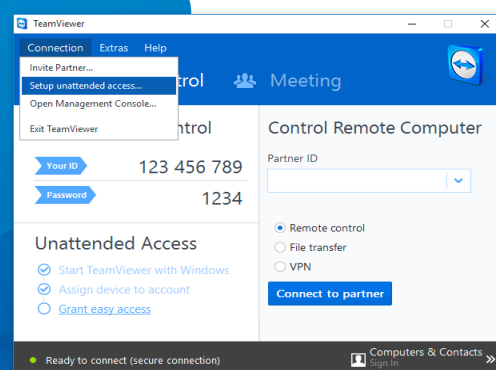 TeamViewer
Connection Extras Help
Invite Partner...
Setup unattended access...
Open Management Console...
Exit TeamViewer
trol
Meeting
ntrol
Your ID
123 456 789
Password
1234
Unattended Access
Start TeamViewer with Windows
Assign device to account
Grant easy access
Control Remote Computer
Partner ID
Remote control
File transfer
VPN
Connect to partner
Ready to connect (secure connection)
Computers & Contacts
Sign In